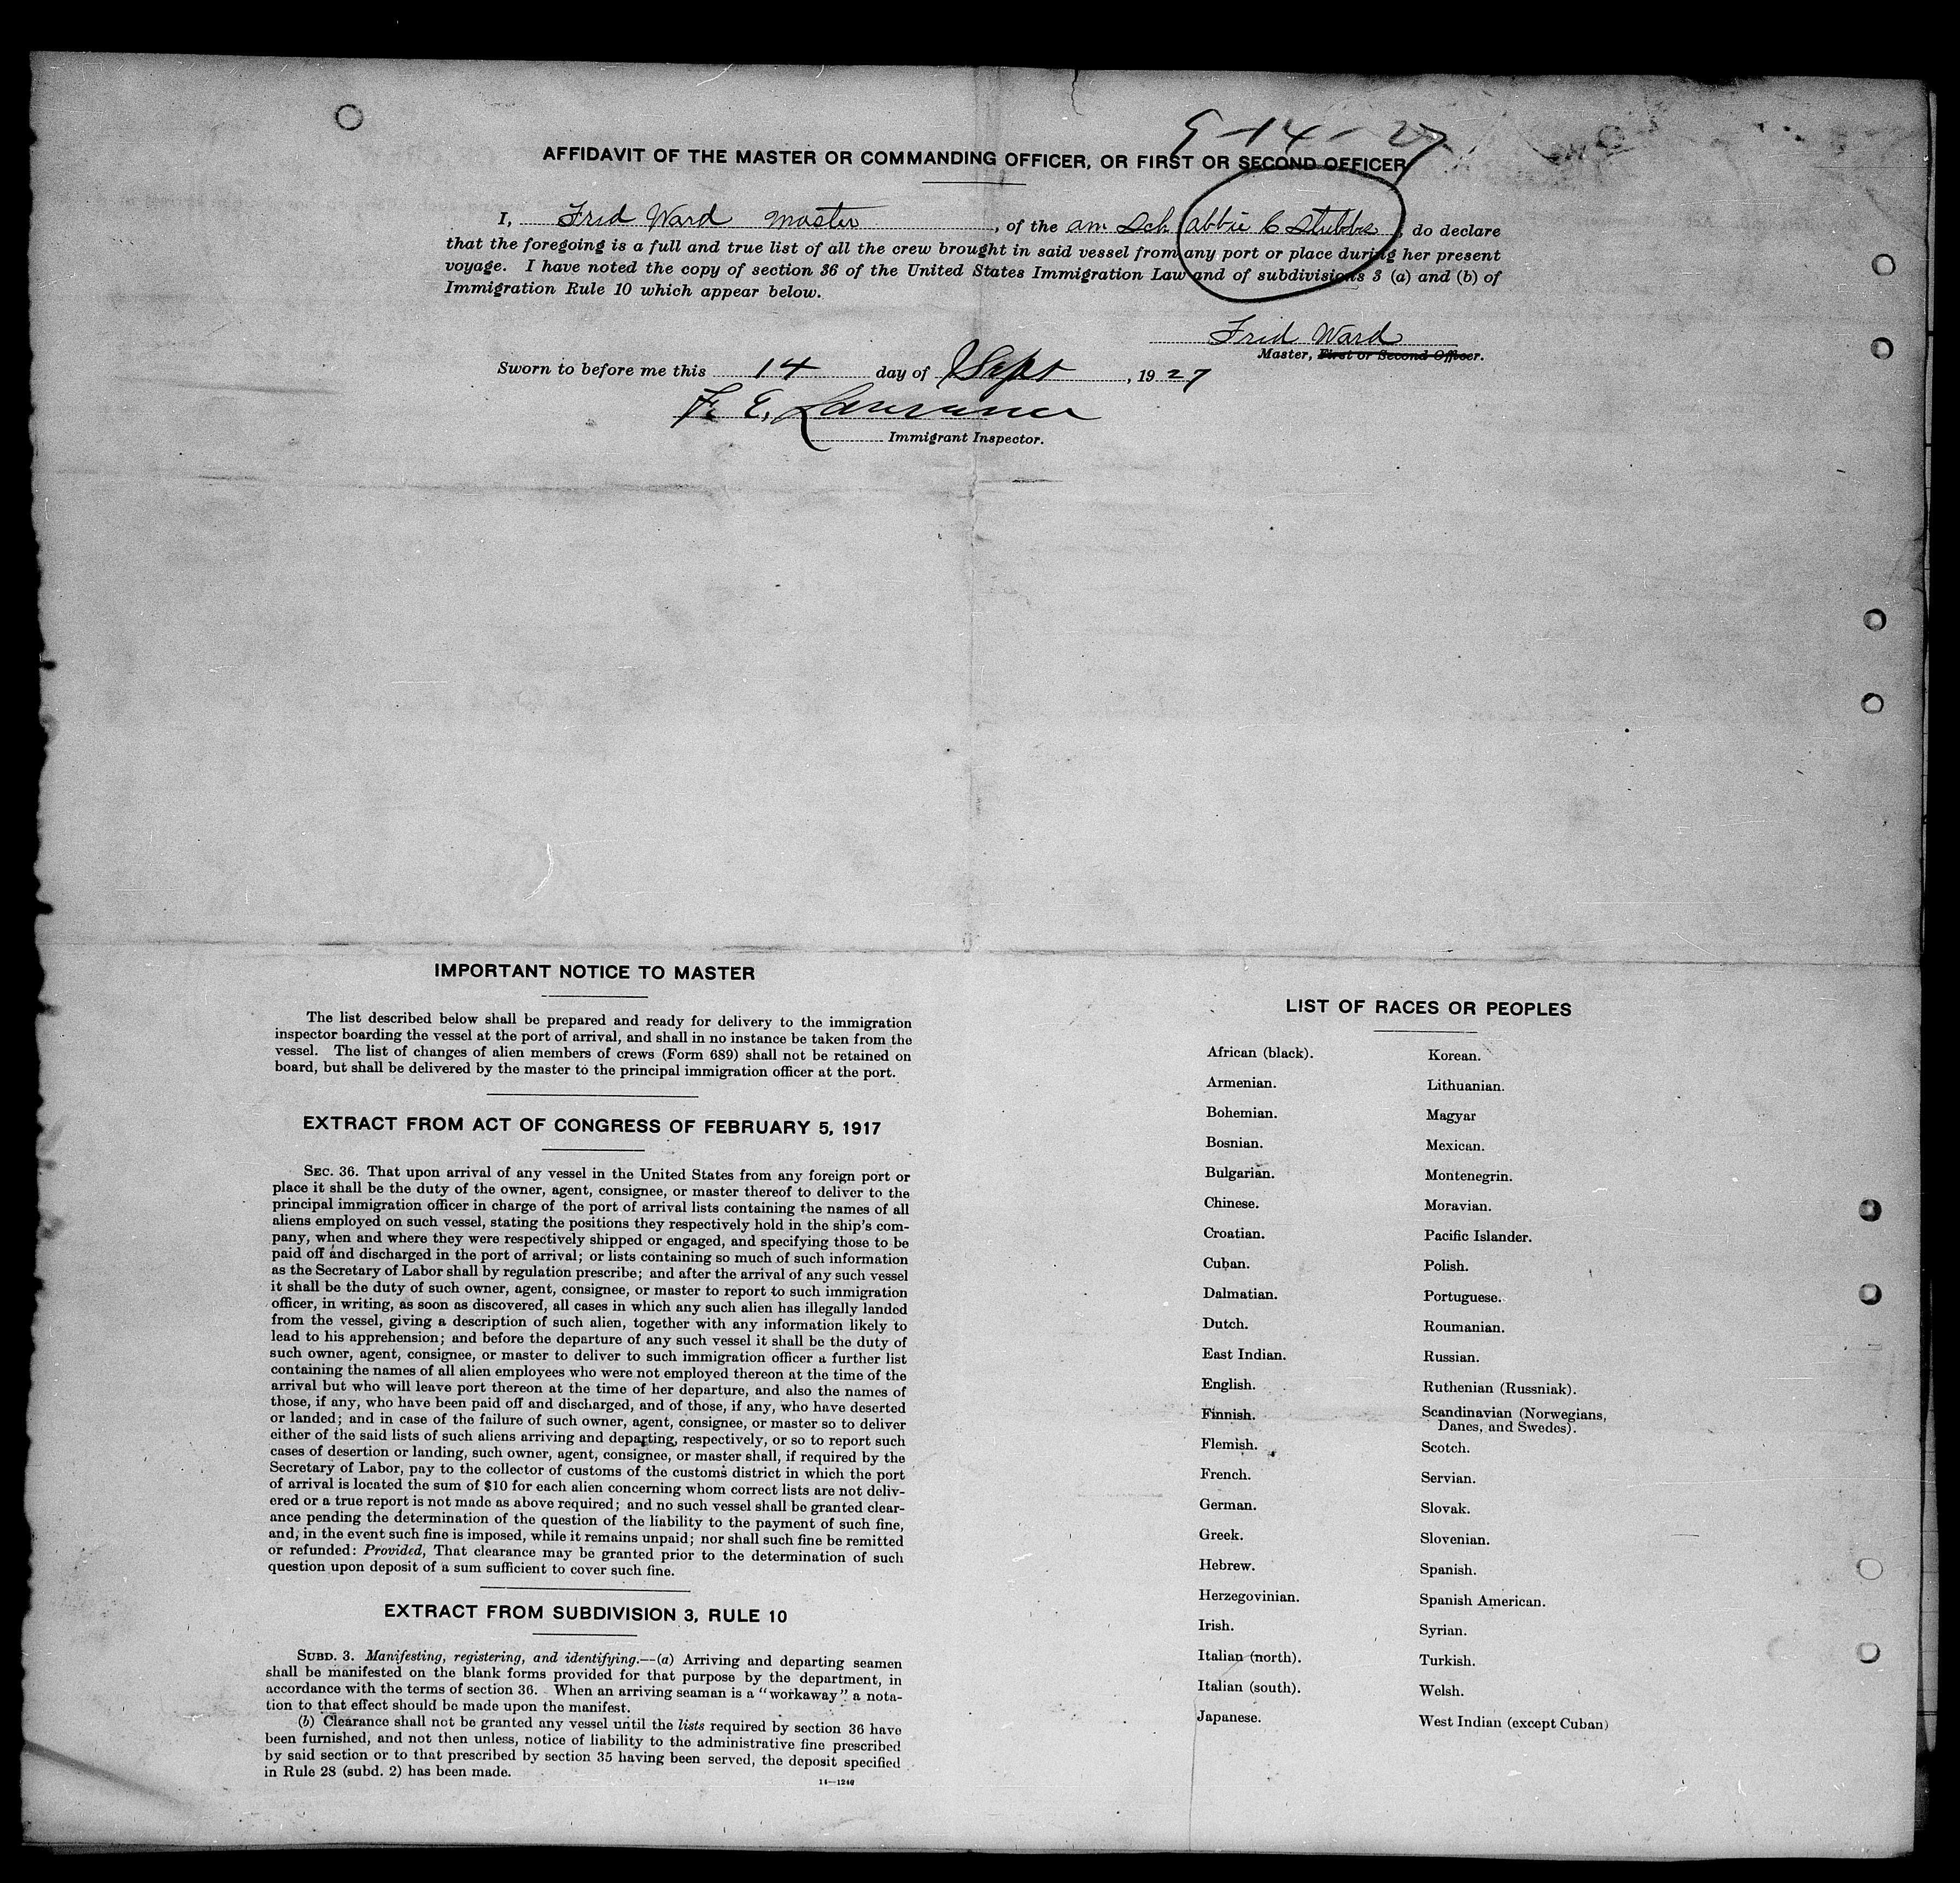 9-14-27
AFFIDAVIT OF THE MASTER OR COMMANDING OFFICER, OR FIRST OR SECOND OFFICER
I, Fred Ward master, of the am. Sch. abbie C Stubbs, do declare
that the foregoing is a full and true list of all the crew brought in said vessel from any port or place during her present
voyage. I have noted the copy of section 36 of the United States Immigration Law and of subdivisions 3 (a) and (b) of
Immigration Rule 10 which appear below.
Fred Ward
Master, First or Second Officer.
Sworn to before me this 14 day of Sept, 1927
F. E. Lawrence
Immigrant Inspector.
IMPORTANT NOTICE TO MASTER
The list described below shall be prepared and ready for delivery to the immigration
inspector boarding the vessel at the port of arrival, and shall in no instance be taken from the
vessel. The list of changes of alien members of crews (Form 689) shall not be retained on
board, but shall be delivered by the master to the principal immigration officer at the port.
EXTRACT FROM ACT OF CONGRESS OF FEBRUARY 5, 1917
SEC. 36. That upon arrival of any vessel in the United States from any foreign port or
place it shall be the duty of the owner, agent, consignee, or master thereof to deliver to the
principal immigration officer in charge of the port of arrival lists containing the names of all
aliens employed on such vessel, stating the positions they respectively hold in the ship's com-
pany, when and where they were respectively shipped or engaged, and specifying those to be
paid off and discharged in the port of arrival; or lists containing so much of such information
as the Secretary of Labor shall by regulation prescribe; and after the arrival of any such vessel
it shall be the duty of such owner, agent, consignee, or master to report to such immigration
officer, in writing, as soon as discovered, all cases in which any such alien has illegally landed
from the vessel, giving a description of such alien, together with any information likely to
lead to his apprehension; and before the departure of any such vessel it shall be the duty of
such owner, agent, consignee, or master to deliver to such immigration officer a further list
containing the names of all alien employees who were not employed thereon at the time of the
arrival but who will leave port thereon at the time of her departure, and also the names of
those, if any, who have been paid off and discharged, and of those, if any, who have deserted
or landed; and in case of the failure of such owner, agent, consignee, or master so to deliver
either of the said lists of such aliens arriving and departing, respectively, or so to report such
cases of desertion or landing, such owner, agent, consignee, or master shall, if required by the
Secretary of Labor, pay to the collector of customs of the customs district in which the port
of arrival is located the sum of $10 for each alien concerning whom correct lists are not deliv-
ered or a true report is not made as above required; and no such vessel shall be granted clear-
ance pending the determination of the question of the liability to the payment of such fine,
and, in the event such fine is imposed, while it remains unpaid; nor shall such fine be remitted
or refunded: Provided, That clearance may be granted prior to the determination of such
question upon deposit of a sum sufficient to cover such fine.
EXTRACT FROM SUBDIVISION 3, RULE 10
SUBD. 3. Manifesting, registering, and identifying.—(a) Arriving and departing seamen
shall be manifested on the blank forms provided for that purpose by the department, in
accordance with the terms of section 36. When an arriving seaman is a "workaway" a nota-
tion to that effect should be made upon the manifest.
(b) Clearance shall not be granted any vessel until the lists required by section 36 have
been furnished, and not then unless, notice of liability to the administrative fine prescribed
by said section or to that prescribed by section 35 having been served, the deposit specified
in Rule 28 (subd. 2) has been made.
14—1240
LIST OF RACES OR PEOPLES
African (black).
Armenian.
Bohemian.
Bosnian.
Bulgarian.
Chinese.
Croatian.
Cuban.
Dalmatian.
Dutch.
East Indian.
English.
Finnish.
Flemish.
French.
German.
Greek.
Hebrew.
Herzegovinian.
Irish.
Italian (north).
Italian (south).
Japanese.
Korean.
Lithuanian.
Magyar
Mexican.
Montenegrin.
Moravian.
Pacific Islander.
Polish.
Portuguese.
Roumanian.
Russian.
Ruthenian (Russniak).
Scandinavian (Norwegians,
Danes, and Swedes).
Scotch.
Servian.
Slovak.
Slovenian.
Spanish.
Spanish American.
Syrian.
Turkish.
Welsh.
West Indian (except Cuban)